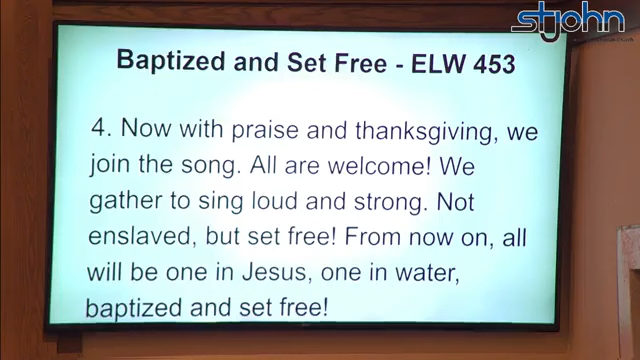 stjohn
Baptized and Set Free - ELW 453
4. Now with praise and thanksgiving, we
join the song. All are welcome! We
gather to sing loud and strong. Not
enslaved, but set free! From now on, all
will be one in Jesus, one in water,
baptized and set free!